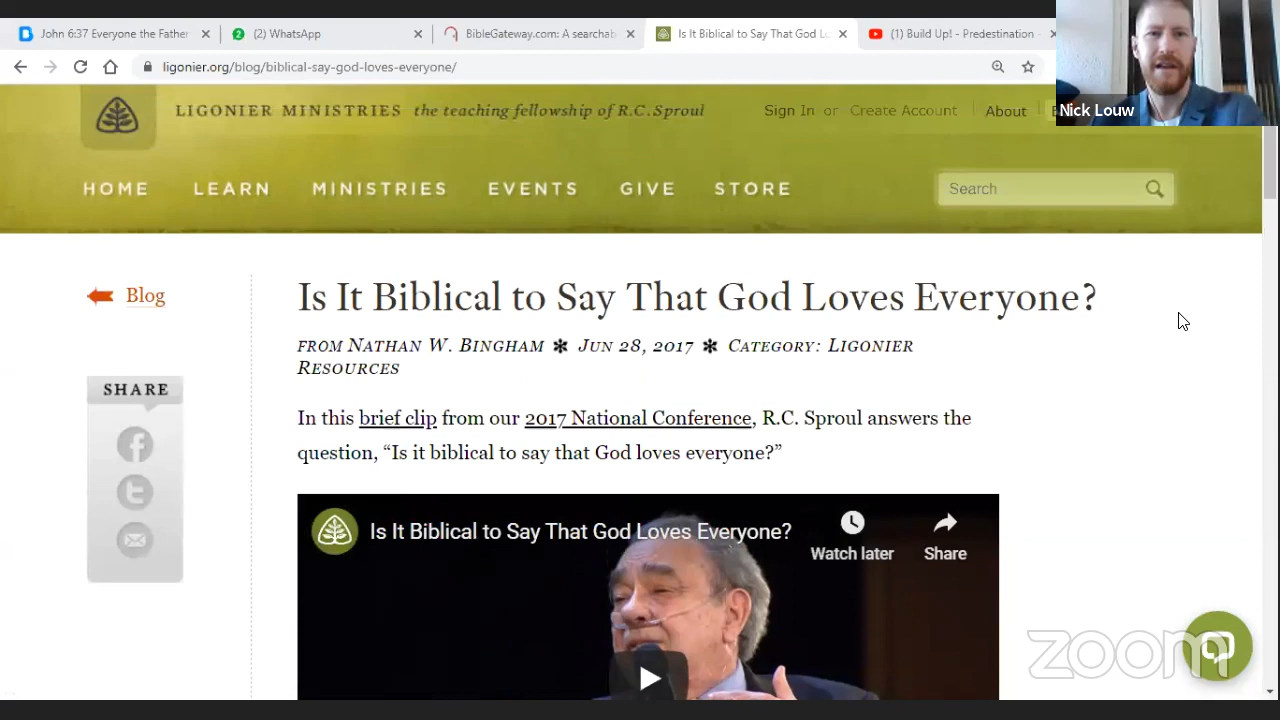 John 6:37 Everyone the Father
(2) WhatsApp
BibleGateway.com: A searchab
Is It Biblical to Say That God Lo
(1) Build Up! - Predestination -
ligonier.org/blog/biblical-say-god-loves-everyone/
Nick Louw
LIGONIER MINISTRIES the teaching fellowship of R.C. Sproul
Sign In or Create Account
About
HOME LEARN MINISTRIES EVENTS GIVE STORE
Search
Blog
Is It Biblical to Say That God Loves Everyone?
FROM NATHAN W. BINGHAM ✻ JUN 28, 2017 ✻ CATEGORY: LIGONIER
RESOURCES
SHARE
In this brief clip from our 2017 National Conference, R.C. Sproul answers the
question, “Is it biblical to say that God loves everyone?”
Is It Biblical to Say That God Loves Everyone?
Watch later
Share
zoom